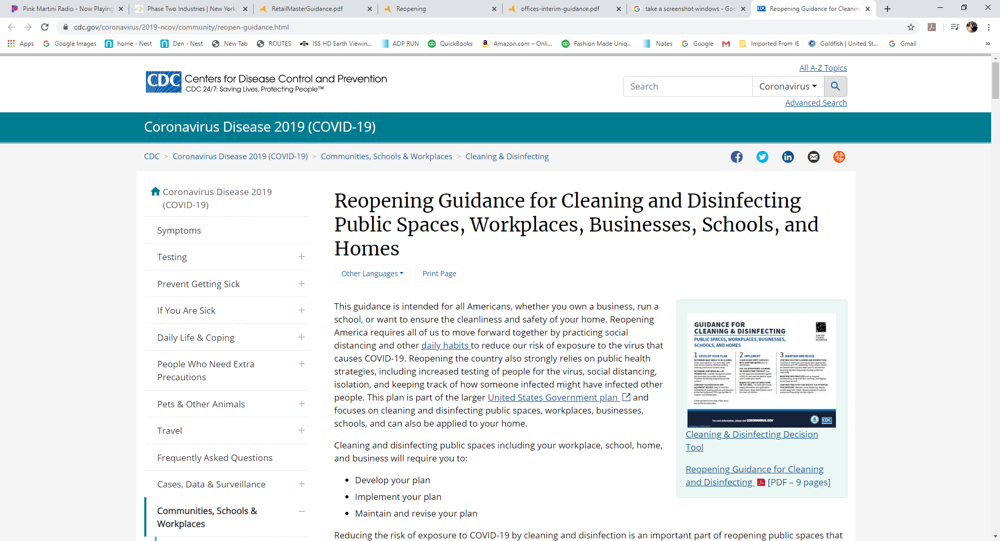 Pink Martini Radio - Now Playing
Phase Two Industries | New York
RetailMasterGuidance.pdf
Reopening
offices-interim-guidance.pdf
take a screenshot windows - Goo
Reopening Guidance for Cleaning
cdc.gov/coronavirus/2019-ncov/community/reopen-guidance.html
Apps
Google Images
home - Nest
Den - Nest
New Tab
ROUTES
ISS HD Earth Viewin...
ADP RUN
QuickBooks
Amazon.com – Onli...
Fashion Made Uniq...
Notes
Google
Imported From IE
Goldfish | United St...
Gmail
»
CDC Centers for Disease Control and Prevention
CDC 24/7: Saving Lives, Protecting People™
All A-Z Topics
Search
Coronavirus
Advanced Search
Coronavirus Disease 2019 (COVID-19)
CDC > Coronavirus Disease 2019 (COVID-19) > Communities, Schools & Workplaces > Cleaning & Disinfecting
Coronavirus Disease 2019
(COVID-19)
Symptoms
Testing
Prevent Getting Sick
If You Are Sick
Daily Life & Coping
People Who Need Extra
Precautions
Pets & Other Animals
Travel
Frequently Asked Questions
Cases, Data & Surveillance
Communities, Schools &
Workplaces
Reopening Guidance for Cleaning and Disinfecting
Public Spaces, Workplaces, Businesses, Schools, and
Homes
Other Languages
Print Page
This guidance is intended for all Americans, whether you own a business, run a
school, or want to ensure the cleanliness and safety of your home. Reopening
America requires all of us to move forward together by practicing social
distancing and other daily habits to reduce our risk of exposure to the virus that
causes COVID-19. Reopening the country also strongly relies on public health
strategies, including increased testing of people for the virus, social distancing,
isolation, and keeping track of how someone infected might have infected other
people. This plan is part of the larger United States Government plan and
focuses on cleaning and disinfecting public spaces, workplaces, businesses,
schools, and can also be applied to your home.
Cleaning and disinfecting public spaces including your workplace, school, home,
and business will require you to:
• Develop your plan
• Implement your plan
• Maintain and revise your plan
Reducing the risk of exposure to COVID-19 by cleaning and disinfection is an important part of reopening public spaces that
GUIDANCE FOR
CLEANING & DISINFECTING
PUBLIC SPACES, WORKPLACES, BUSINESSES,
SCHOOLS, AND HOMES
1 DEVELOP YOUR PLAN
2 IMPLEMENT
3 MAINTAIN AND REVISE
For more information, please visit CORONAVIRUS.GOV
CDC
Cleaning & Disinfecting Decision
Tool
Reopening Guidance for Cleaning
and Disinfecting [PDF – 9 pages]